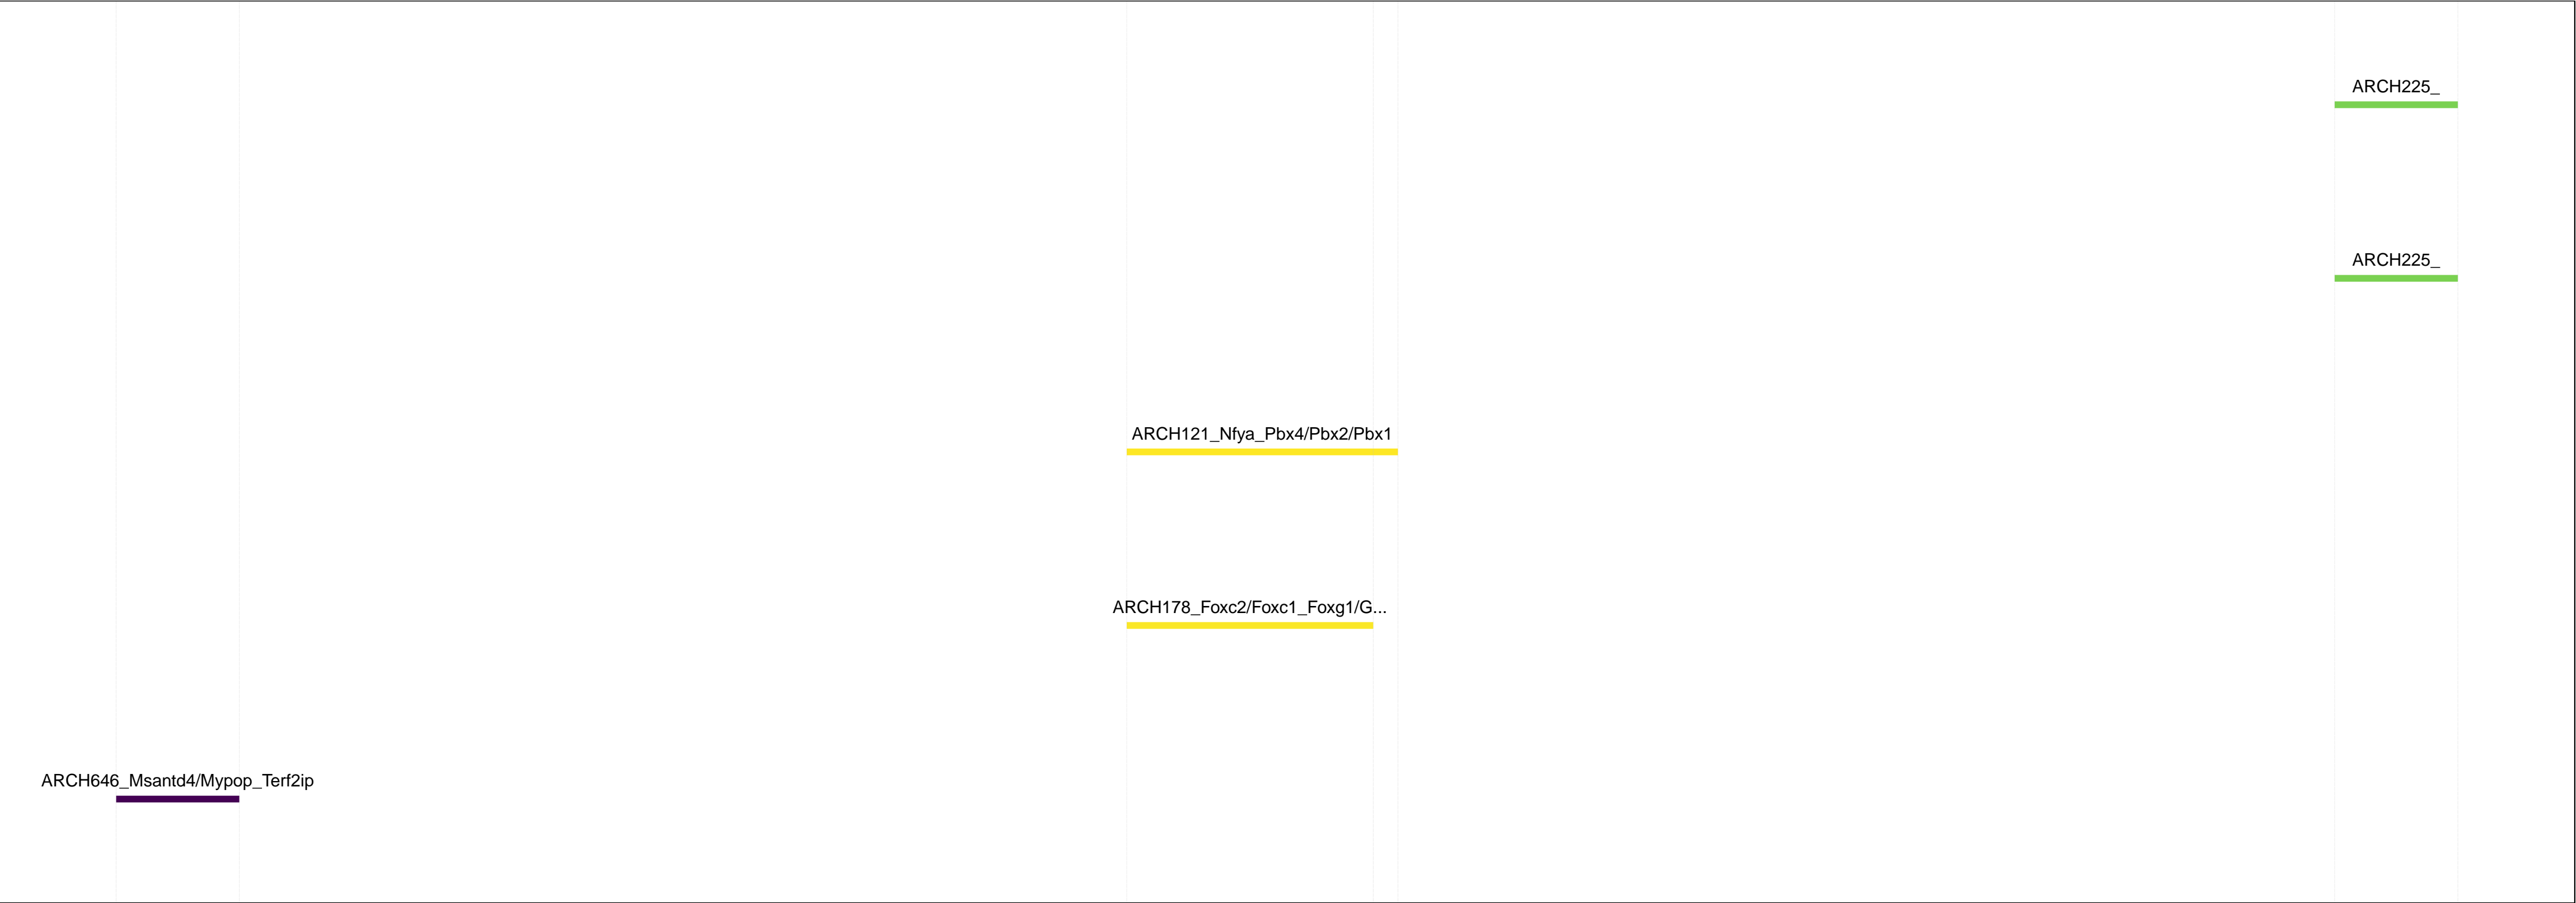 ARCH225_
ARCH225_
ARCH121_Nfya_Pbx4/Pbx2/Pbx1
ARCH178_Foxc2/Foxc1_Foxg1/G...
ARCH646_Msantd4/Mypop_Terf2ip